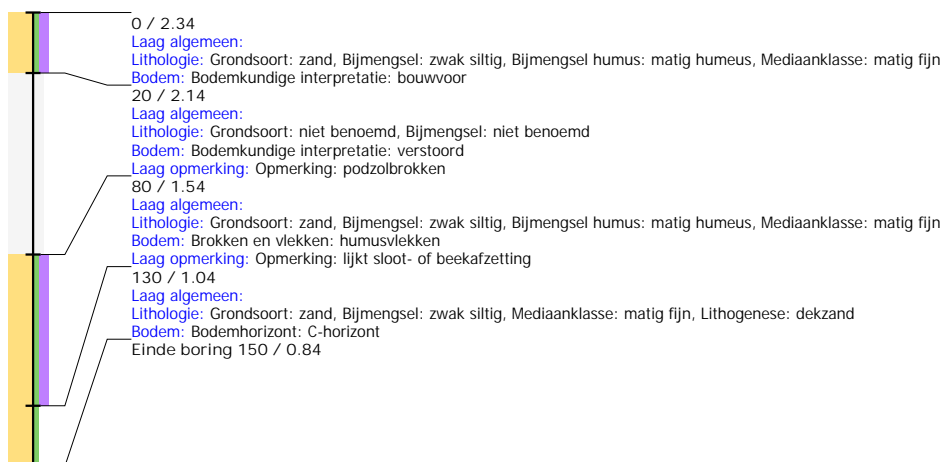 0 / 2.34
Laag algemeen:
Lithologie: Grondsoort: zand, Bijmengsel: zwak siltig, Bijmengsel humus: matig humeus, Mediaanklasse: matig fijn
Bodem: Bodemkundige interpretatie: bouwvoor
20 / 2.14
Laag algemeen:
Lithologie: Grondsoort: niet benoemd, Bijmengsel: niet benoemd
Bodem: Bodemkundige interpretatie: verstoord
Laag opmerking: Opmerking: podzolbrokken
80 / 1.54
Laag algemeen:
Lithologie: Grondsoort: zand, Bijmengsel: zwak siltig, Bijmengsel humus: matig humeus, Mediaanklasse: matig fijn
Bodem: Brokken en vlekken: humusvlekken
Laag opmerking: Opmerking: lijkt sloot- of beekafzetting
130 / 1.04
Laag algemeen:
Lithologie: Grondsoort: zand, Bijmengsel: zwak siltig, Mediaanklasse: matig fijn, Lithogenese: dekzand
Bodem: Bodemhorizont: C-horizont
Einde boring 150 / 0.84